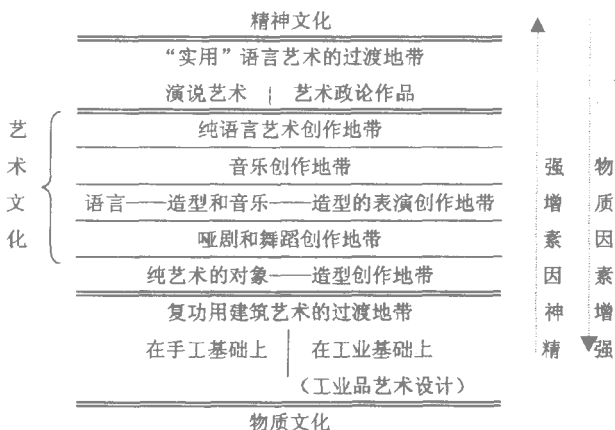 精神文化
“实用”语言艺术的过渡地带
演说艺术 | 艺术政论作品
纯语言艺术创作地带
音乐创作地带
语言——造型和音乐——造型的表演创作地带
哑剧和舞蹈创作地带
纯艺术的对象——造型创作地带
复功用建筑艺术的过渡地带
在手工基础上 | 在工业基础上
(工业品艺术设计)
物质文化
艺术文化
精神因素增强
物质因素增强